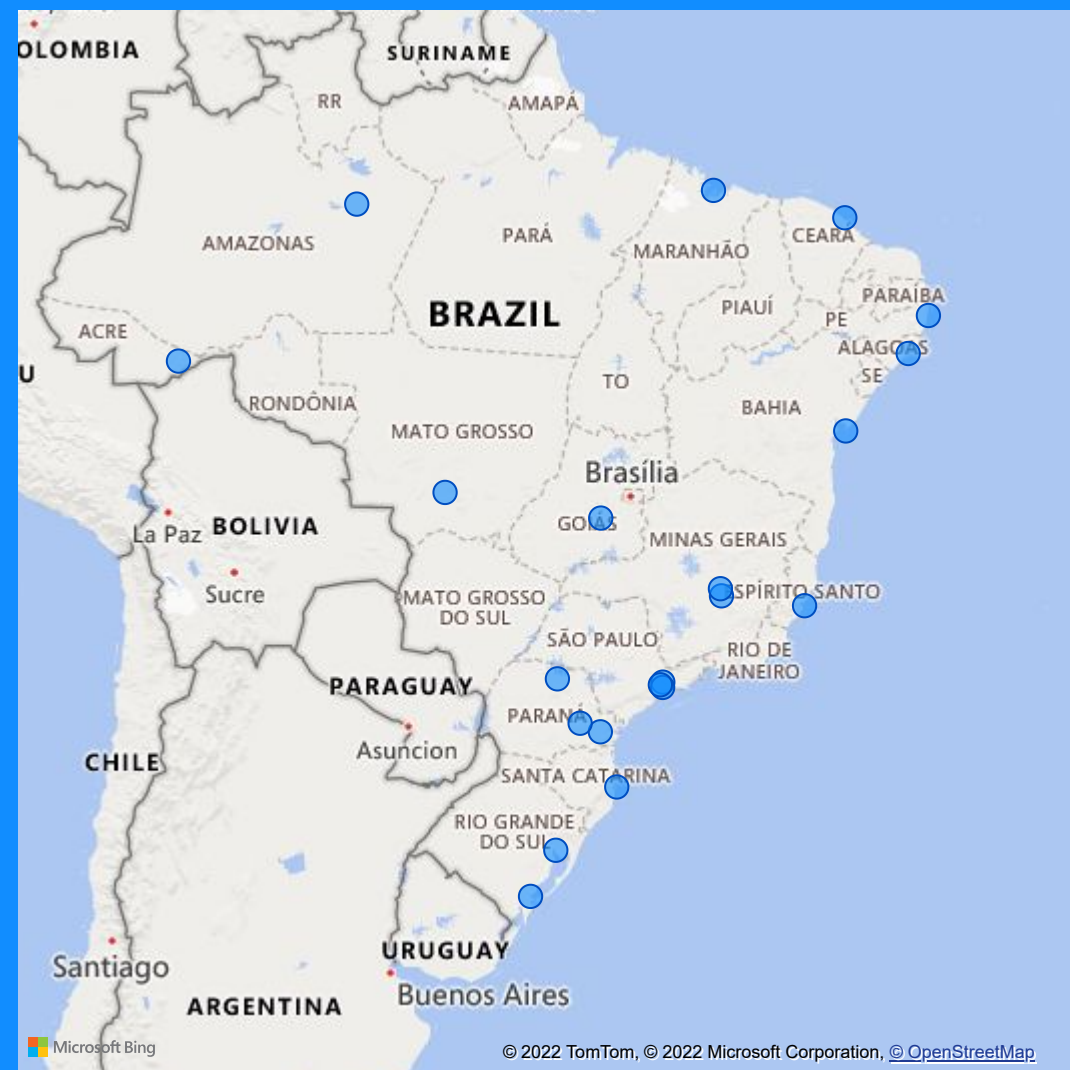 OLOMBIA
SURINAME
RR
AMAPÁ
AMAZONAS
PARÁ
MARANHÃO
CEARÁ
BRAZIL
PIAUÍ
PARAÍBA
PE
ACRE
ALAGOAS
U
SE
TO
RONDÔNIA
BAHIA
MATO GROSSO
Brasília
La Paz
BOLIVIA
GOIÁS
MINAS GERAIS
Sucre
MATO GROSSO
DO SUL
SPÍRITO SANTO
SÃO PAULO
RIO DE
JANEIRO
PARAGUAY
PARANÁ
Asuncion
CHILE
SANTA CATARINA
RIO GRANDE
DO SUL
URUGUAY
Santiago
Buenos Aires
ARGENTINA
Microsoft Bing
© 2022 TomTom, © 2022 Microsoft Corporation, © OpenStreetMap